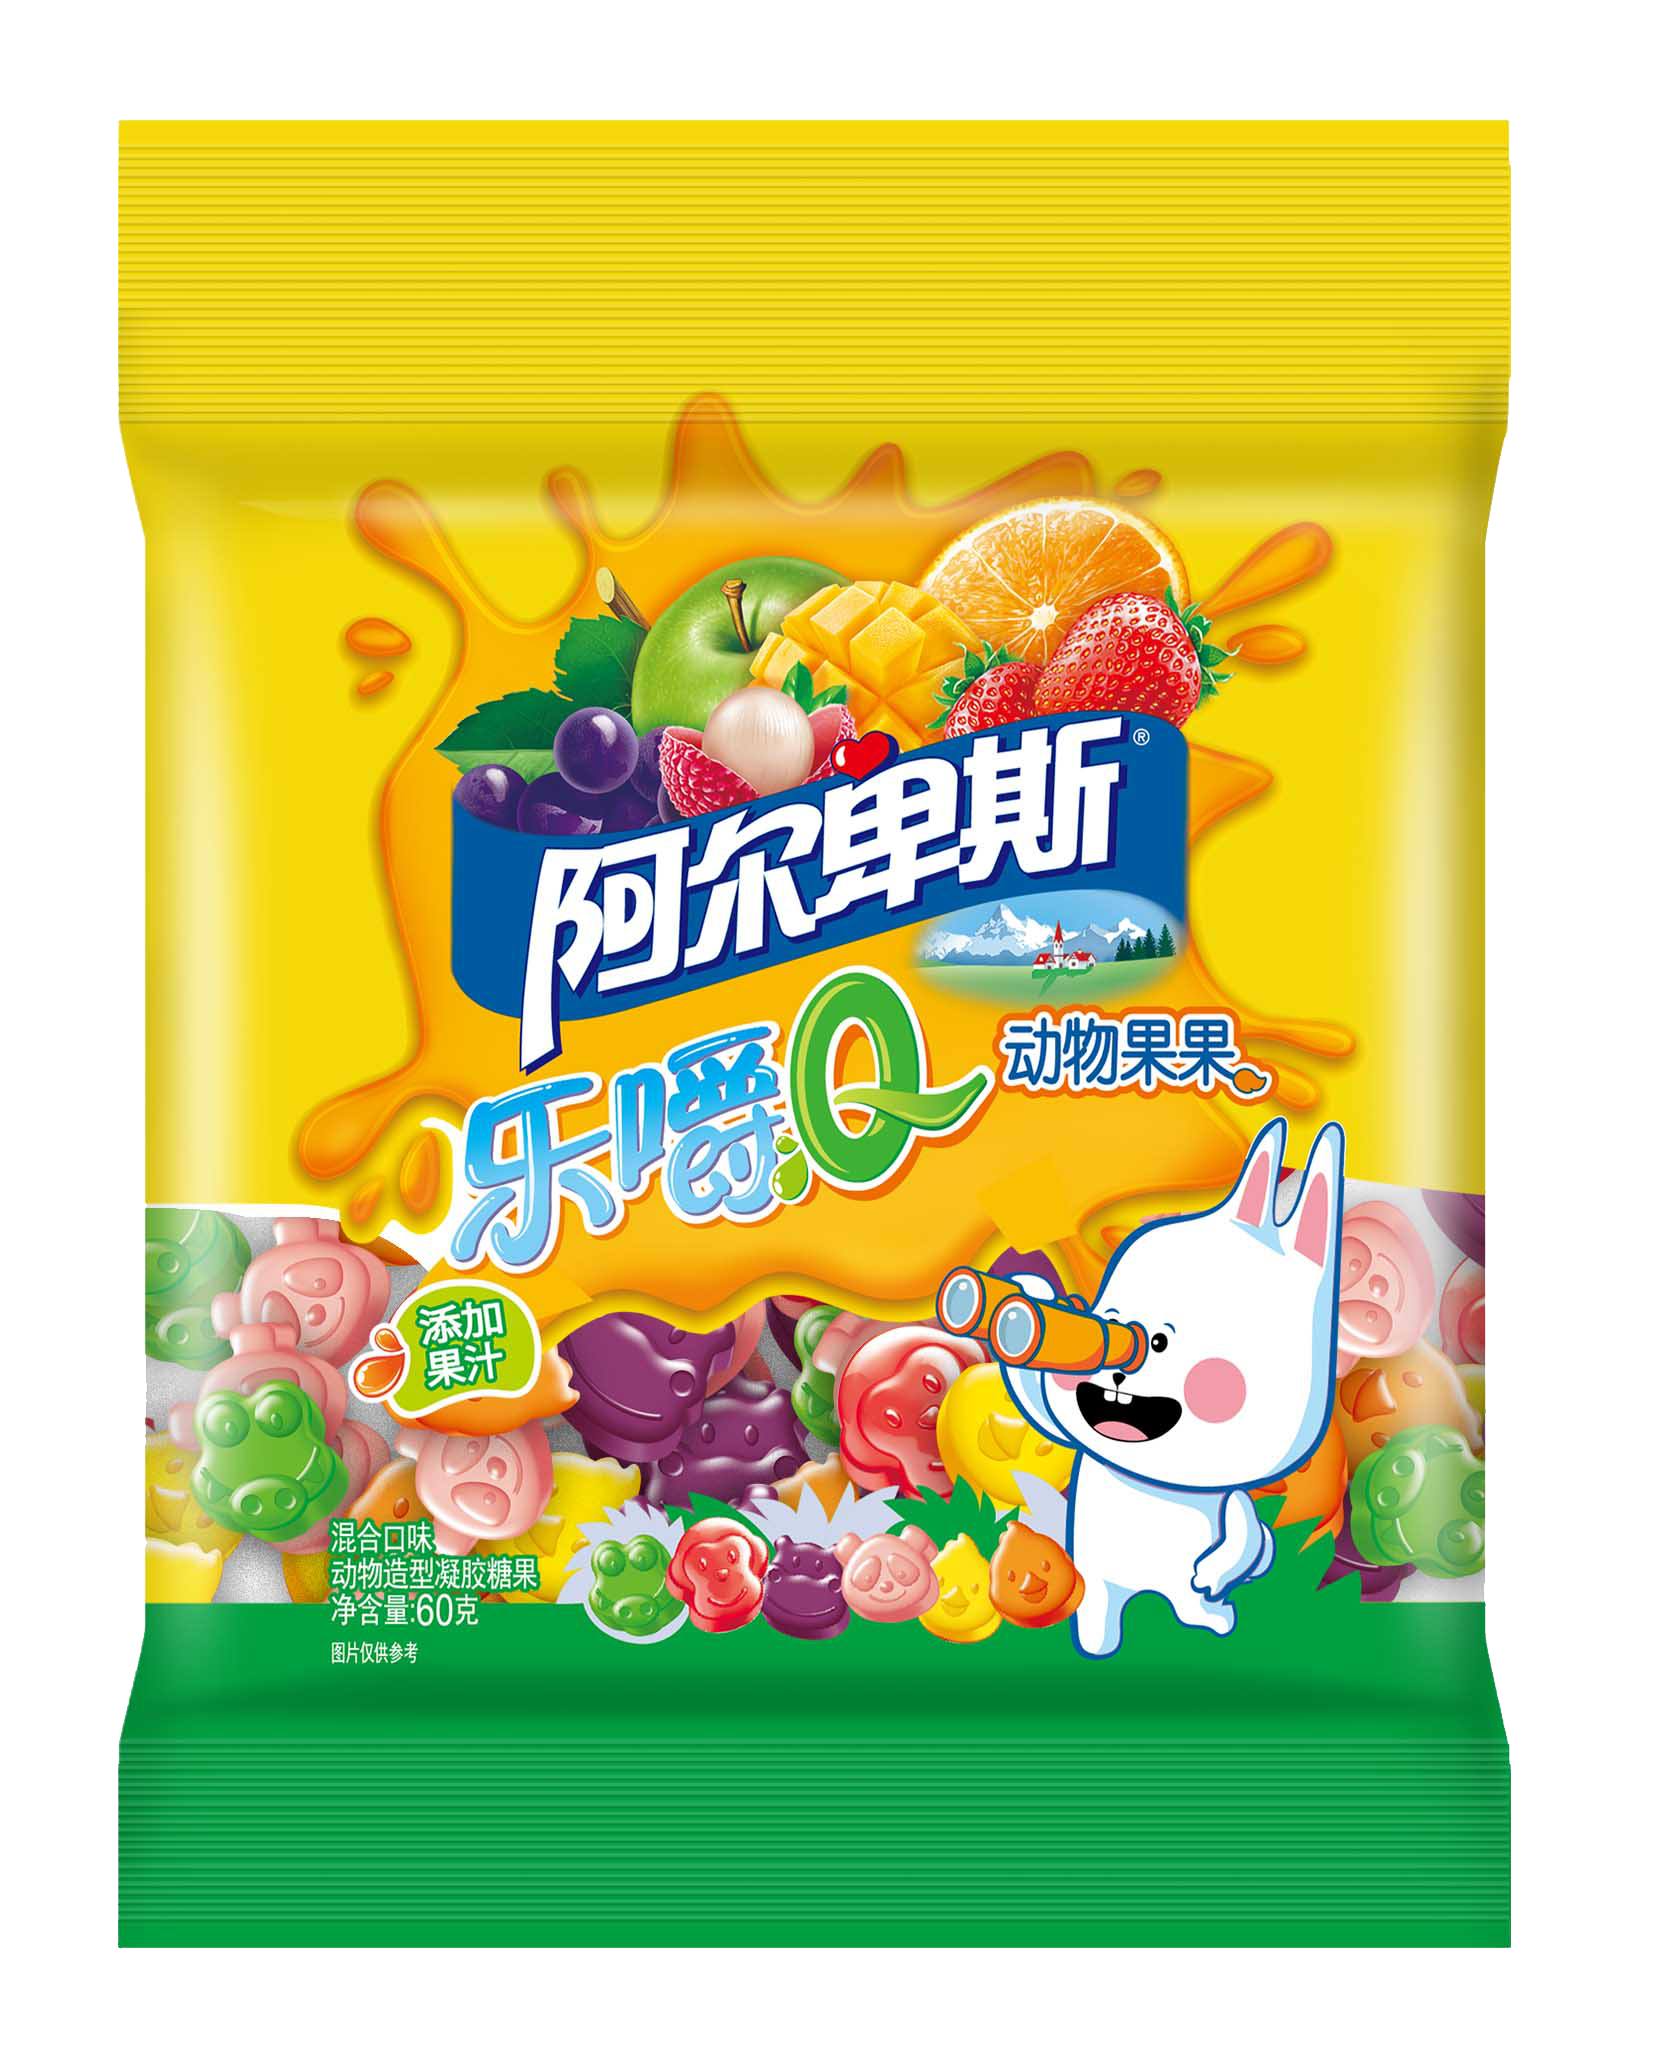 阿尔卑斯®
乐嚼Q
动物果果
添加
果汁
混合口味
动物造型凝胶糖果
净含量:60克
图片仅供参考